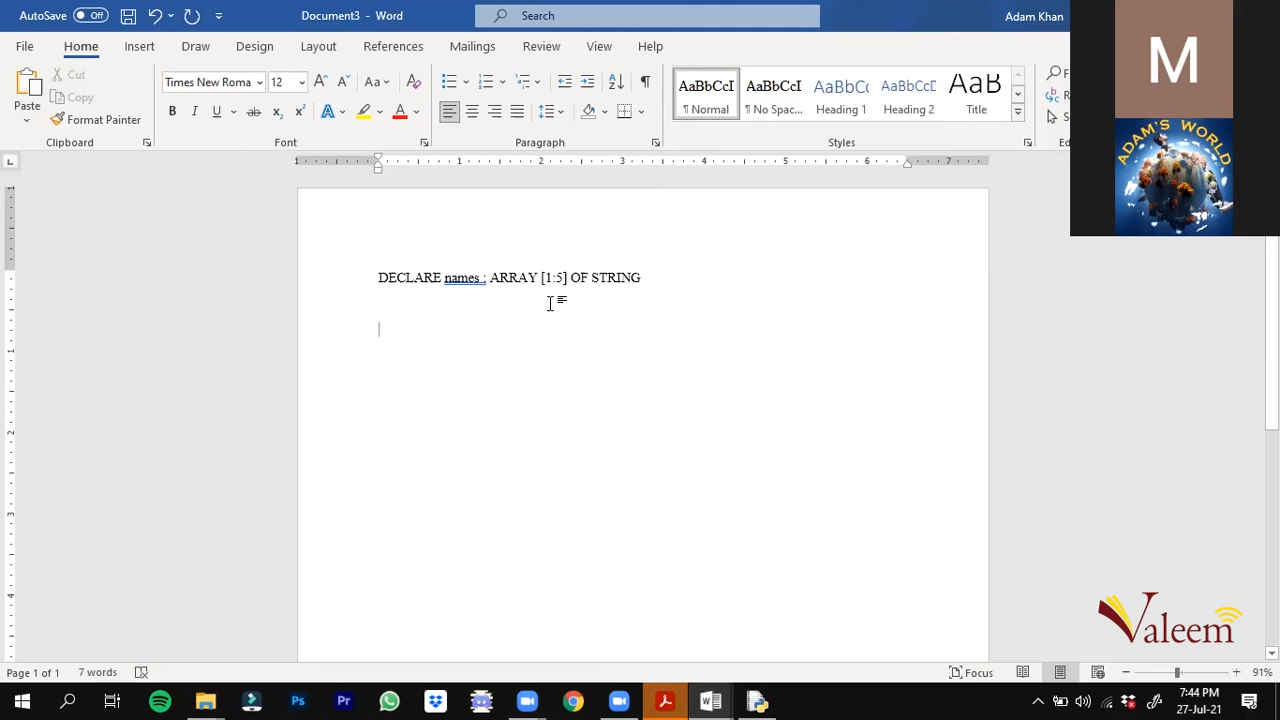 AutoSave Off Document3 - Word Search Adam Khan
File Home Insert Draw Design Layout References Mailings Review View Help
Cut
Copy
Format Painter
Paste
Times New Roma 12
AaBbCcI AaBbCcI AaBbCc AaBbCcD AaB
¶ Normal ¶ No Spac... Heading 1 Heading 2 Title
Clipboard Font Paragraph Styles
M
ADAM'S WORLD
DECLARE names : ARRAY [1:5] OF STRING
Valeem
Page 1 of 1 7 words Focus 91%
7:44 PM
27-Jul-21